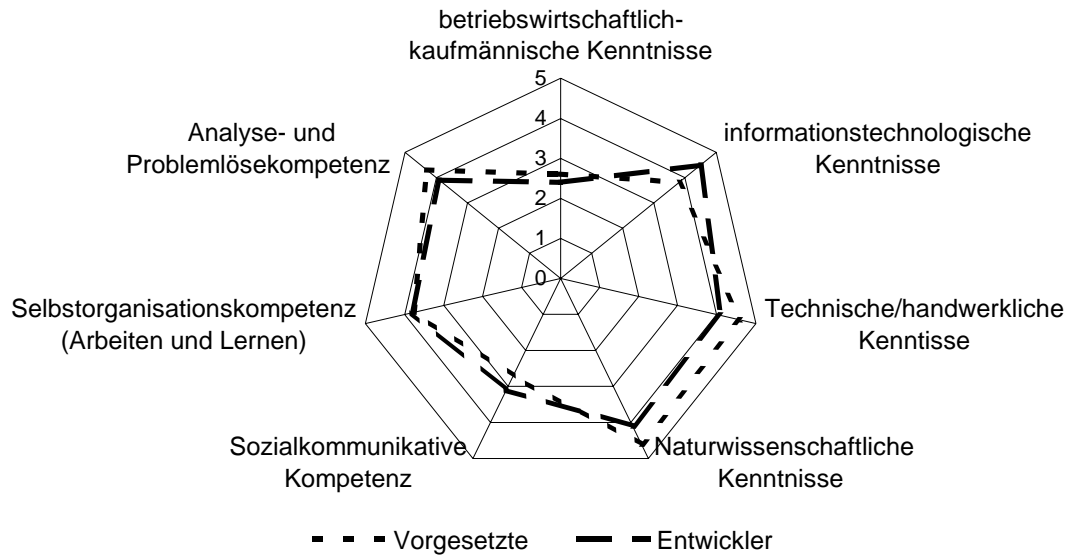 betriebswirtschaftlich-
kaufmännische Kenntnisse
5
4
3
2
1
0
informationstechnologische
Kenntnisse
Technische/handwerkliche
Kenntisse
Naturwissenschaftliche
Kenntnisse
Sozialkommunikative
Kompetenz
Selbstorganisationskompetenz
(Arbeiten und Lernen)
Analyse- und
Problemlösekompetenz
Vorgesetzte
Entwickler